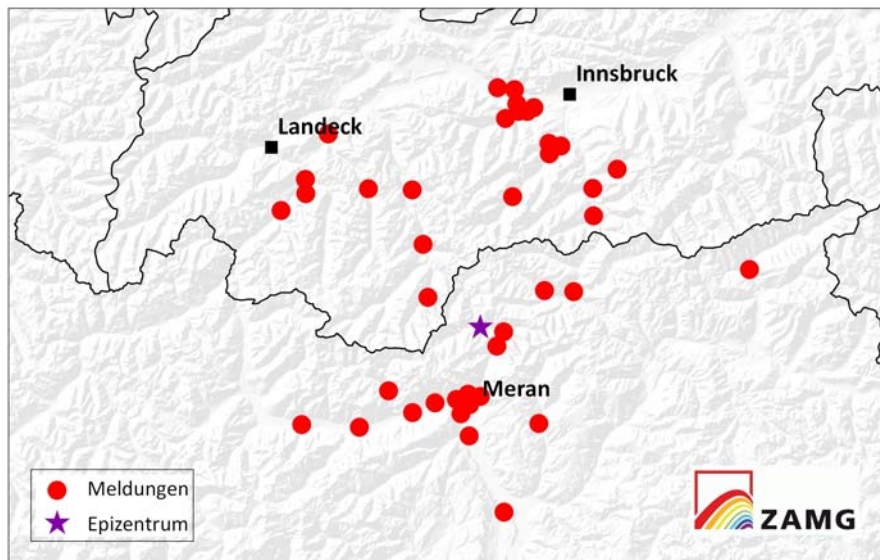 Innsbruck
Landeck
Meran
Meldungen
Epizentrum
ZAMG